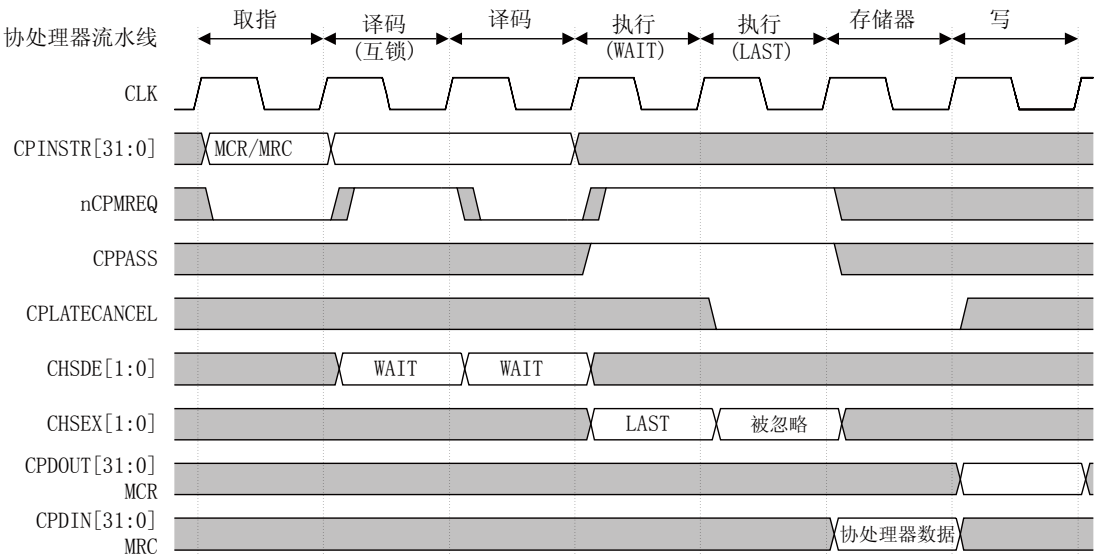 协处理器流水线 取指 译码 译码 执行 执行 存储器 写
(互锁) (WAIT) (LAST)
CLK
CPINSTR[31:0] MCR/MRC
nCPMREQ
CPPASS
CPLATECANCEL
CHSDE[1:0] WAIT WAIT
CHSEX[1:0] LAST 被忽略
CPDOUT[31:0]
MCR
CPDIN[31:0] 协处理器数据
MRC